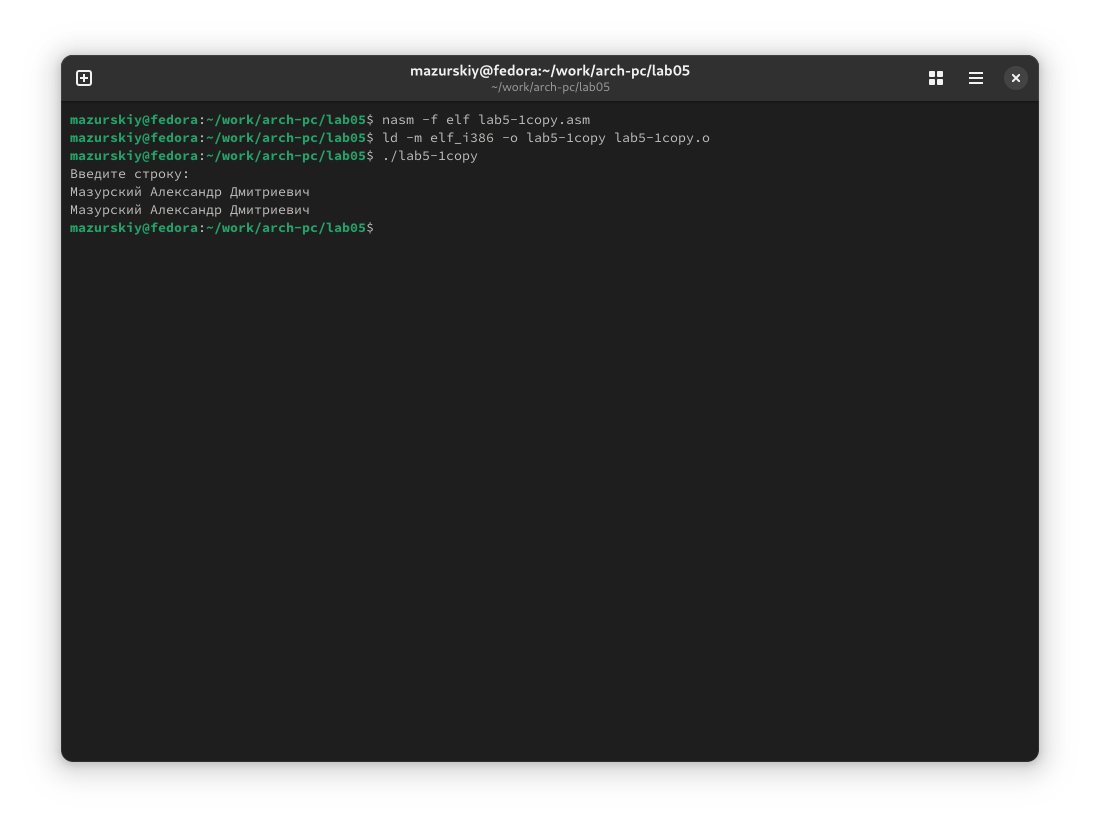 mazurskiy@fedora:~/work/arch-pc/lab05
~/work/arch-pc/lab05
mazurskiy@fedora:~/work/arch-pc/lab05$ nasm -f elf lab5-1copy.asm
mazurskiy@fedora:~/work/arch-pc/lab05$ ld -m elf_i386 -o lab5-1copy lab5-1copy.o
mazurskiy@fedora:~/work/arch-pc/lab05$ ./lab5-1copy
Введите строку:
Мазурский Александр Дмитриевич
Мазурский Александр Дмитриевич
mazurskiy@fedora:~/work/arch-pc/lab05$